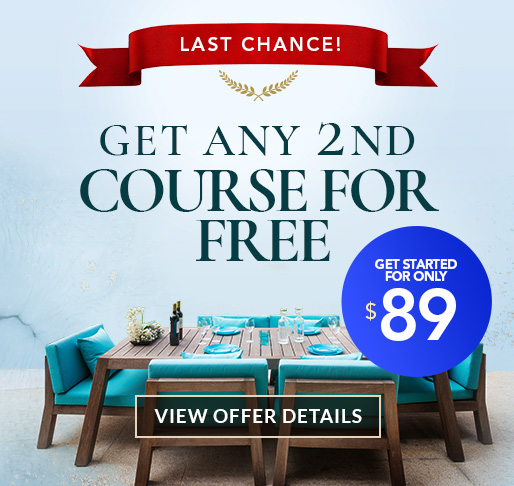 LAST CHANCE!
GET ANY 2ND
COURSE FOR
FREE
GET STARTED
FOR ONLY
$89
VIEW OFFER DETAILS